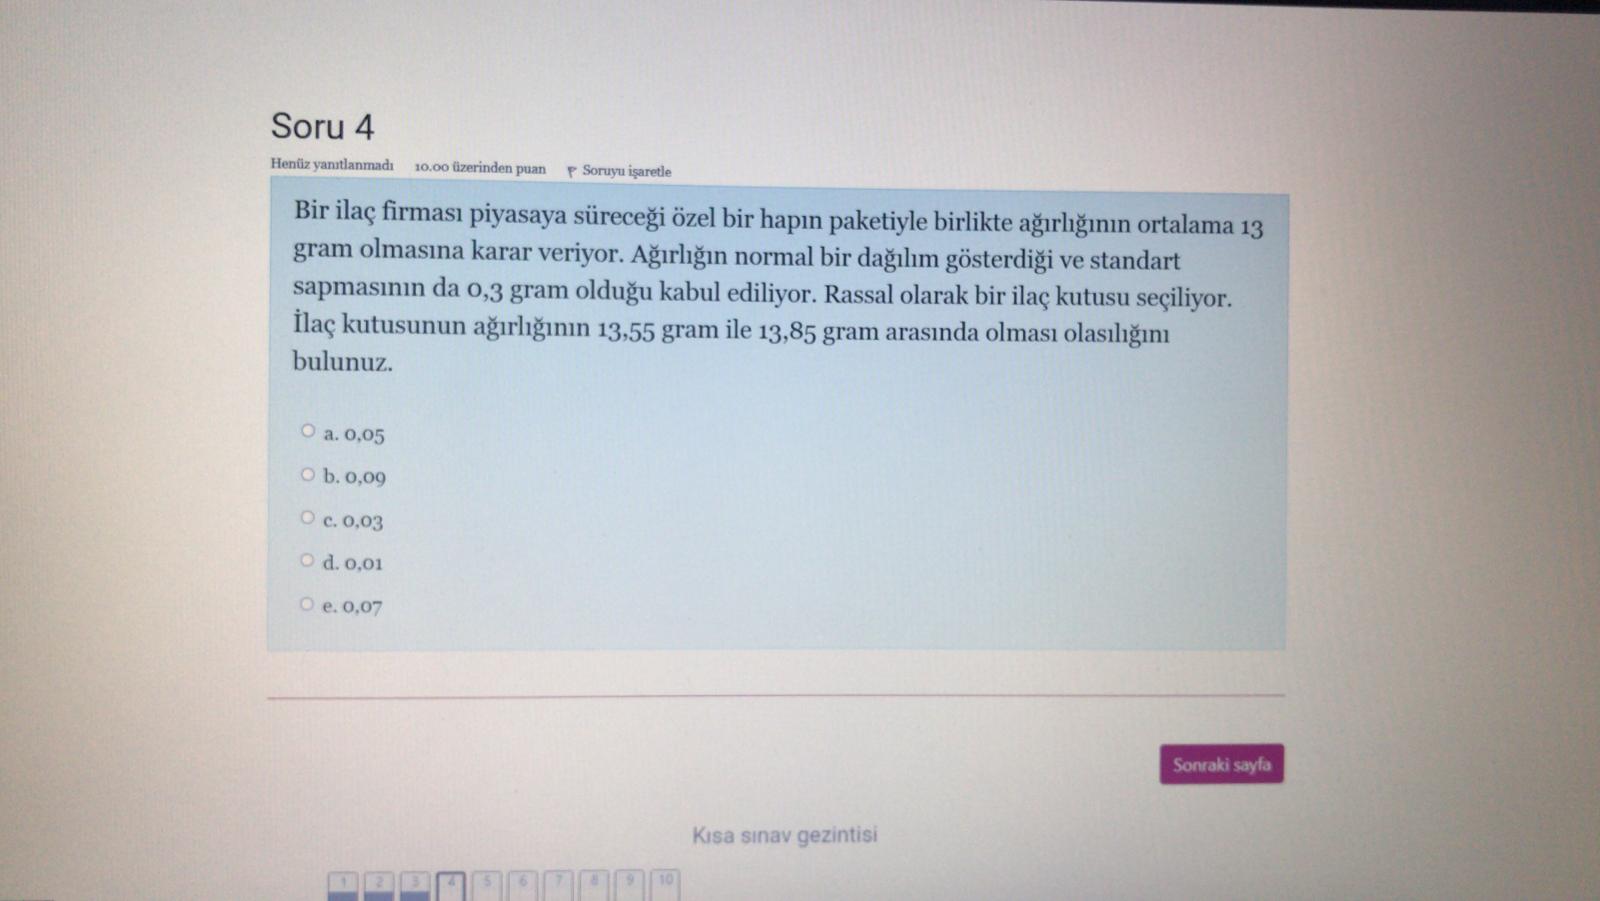 Soru 4
Henüz yanıtlanmadı 10.00 üzerinden puan Soruyu işaretle
Bir ilaç firması piyasaya süreceği özel bir hapın paketiyle birlikte ağırlığının ortalama 13
gram olmasına karar veriyor. Ağırlığın normal bir dağılım gösterdiği ve standart
sapmasının da 0,3 gram olduğu kabul ediliyor. Rassal olarak bir ilaç kutusu seçiliyor.
İlaç kutusunun ağırlığının 13,55 gram ile 13,85 gram arasında olması olasılığını
bulunuz.
a. 0,05
b. 0,09
c. 0,03
d. 0,01
e. 0,07
Sonraki sayfa
Kısa sınav gezintisi
1 2 3 4 5 6 7 8 9 10